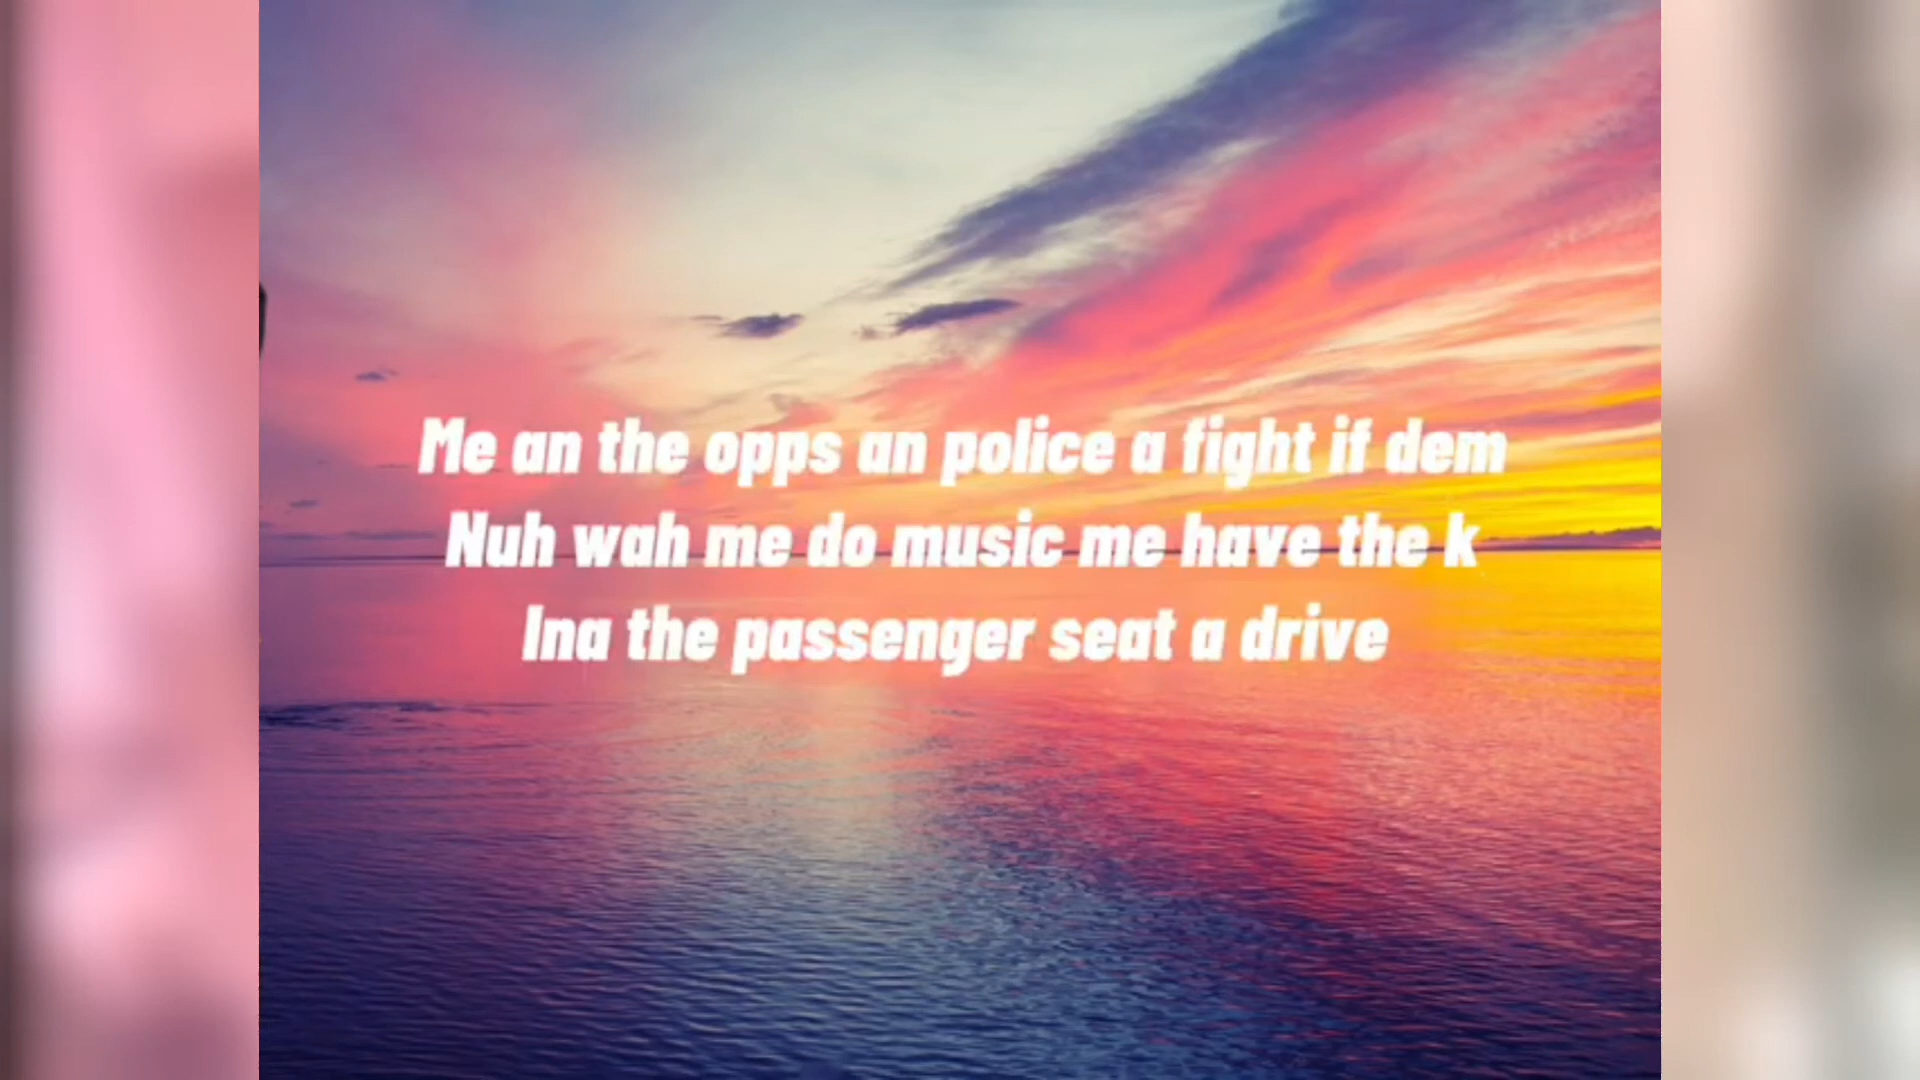 Me an the opps an police a fight if dem
Nuh wah me do music me have the k
Ina the passenger seat a drive